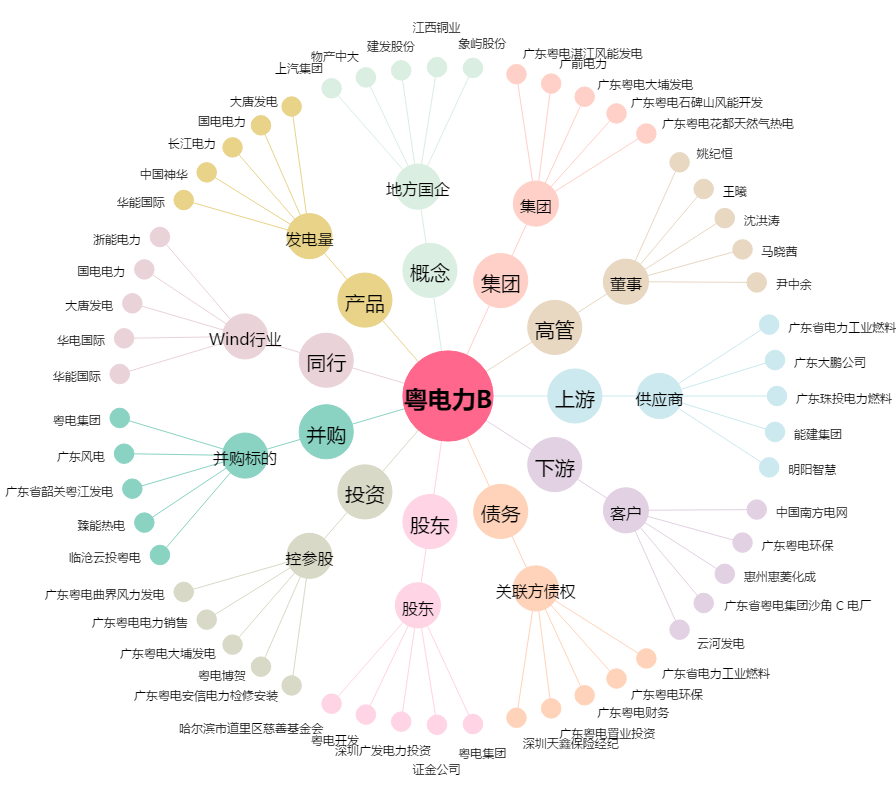 粤电力B
概念
地方国企
上汽集团
物产中大
建发股份
江西铜业
象屿股份
集团
集团
广东粤电湛江风能发电
广前电力
广东粤电大埔发电
广东粤电石碑山风能开发
广东粤电花都天然气热电
高管
董事
姚纪恒
王曦
沈洪涛
马晓茜
尹中余
上游
供应商
广东省电力工业燃料
广东大鹏公司
广东珠投电力燃料
能建集团
明阳智慧
下游
客户
中国南方电网
广东粤电环保
惠州惠菱化成
广东省粤电集团沙角 C 电厂
云河发电
债务
关联方债权
广东省电力工业燃料
广东粤电环保
广东粤电财务
广东粤电置业投资
深圳天鑫保险经纪
股东
股东
粤电集团
证金公司
深圳广发电力投资
粤电开发
哈尔滨市道里区慈善基金会
投资
控参股
广东粤电安信电力检修安装
粤电博贺
广东粤电大埔发电
广东粤电电力销售
广东粤电曲界风力发电
并购
并购标的
临沧云投粤电
臻能热电
广东省韶关粤江发电
广东风电
粤电集团
同行
Wind行业
华能国际
华电国际
大唐发电
国电电力
浙能电力
产品
发电量
华能国际
中国神华
长江电力
国电电力
大唐发电